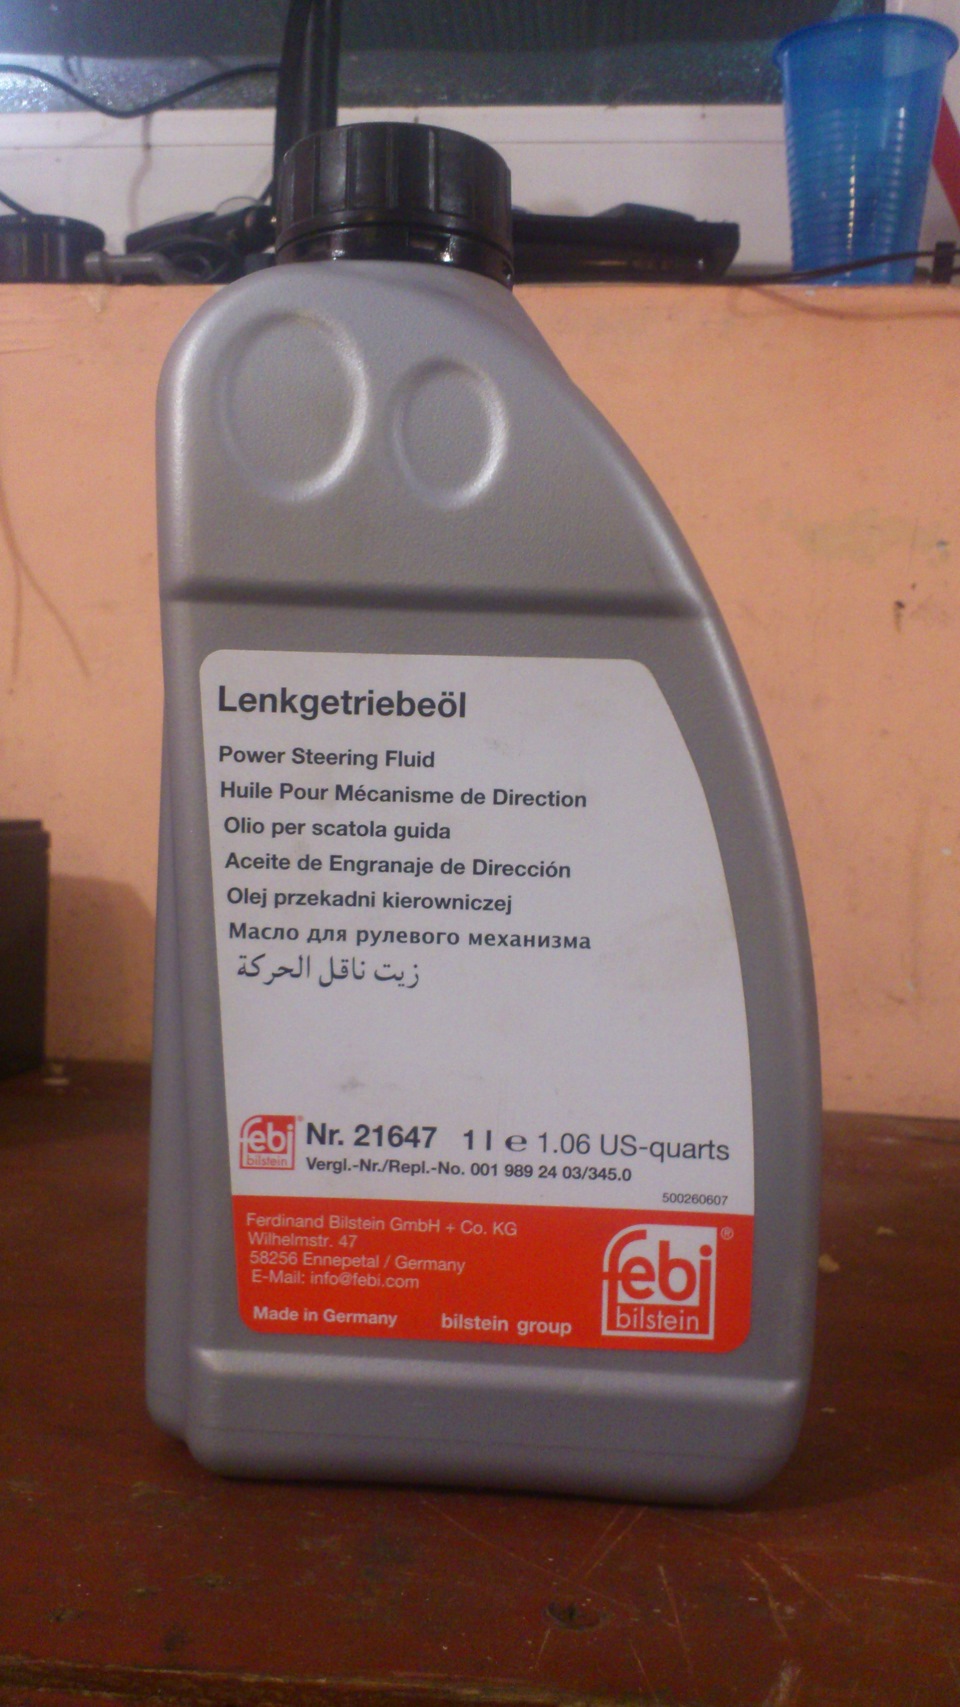 Lenkgetriebeöl
Power Steering Fluid
Huile Pour Mécanisme de Direction
Olio per scatola guida
Aceite de Engranaje de Dirección
Olej przekadni kierowniczej
Масло для рулевого механизма
زيت ناقل الحركة
febi bilstein
Nr. 21647 1 l e 1.06 US-quarts
Vergl.-Nr./Repl.-No. 001 989 24 03/345.0
500260607
Ferdinand Bilstein GmbH + Co. KG
Wilhelmstr. 47
58256 Ennepetal / Germany
E-Mail: info@febi.com
Made in Germany bilstein group
febi®
bilstein